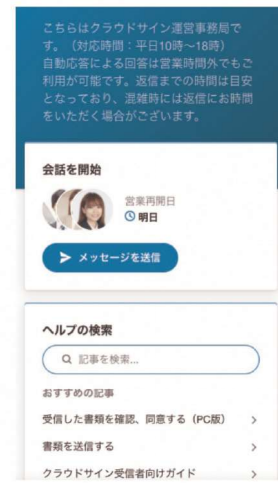 こちらはクラウドサイン運営事務局で
す。（対応時間：平日10時～18時）
自動応答による回答は営業時間外でもご
利用が可能です。返信までの時間は目安
となっており、混雑時には返信にお時間
をいただく場合がございます。
会話を開始
営業再開日
明日
メッセージを送信
ヘルプの検索
記事を検索...
おすすめの記事
受信した書類を確認、同意する（PC版）
書類を送信する
クラウドサイン受信者向けガイド